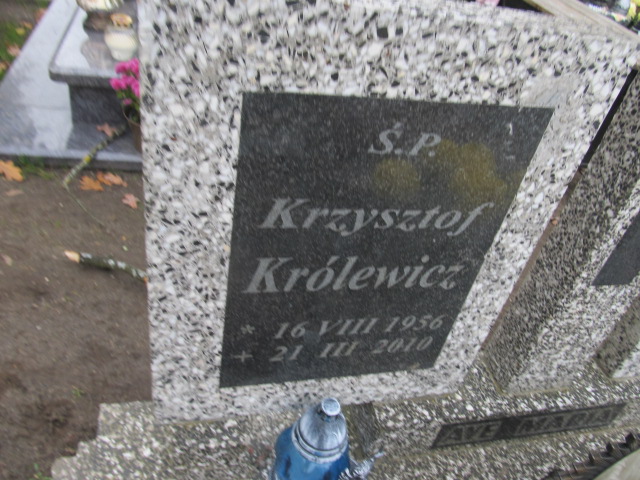 Ś.P.
Krzysztof
Królewicz
* 16 VIII 1956
+ 21 III 2010
AVE MARIA